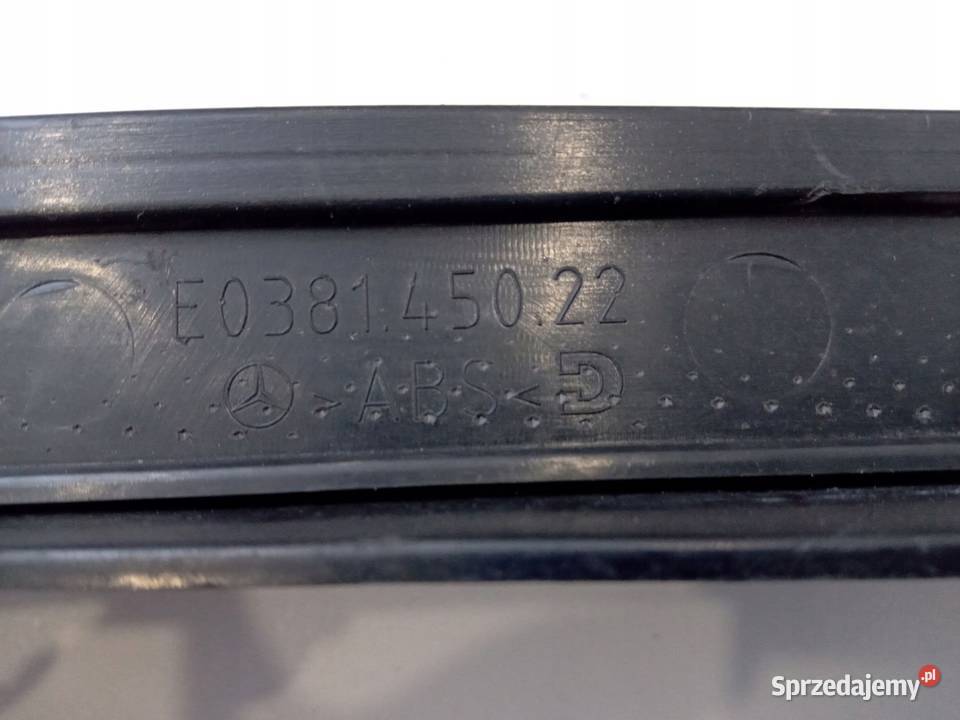 E0381.450.22
>ABS< D
Sprzedajemy.pl